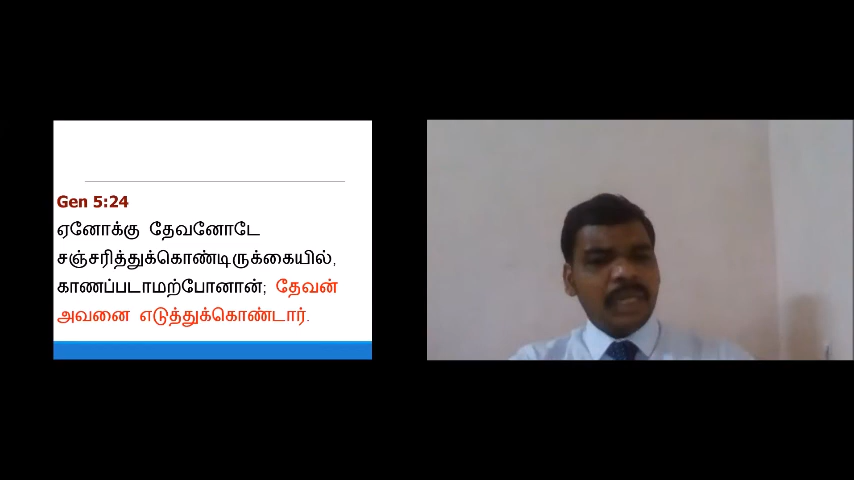 Gen 5:24
ஏனோக்கு தேவனோடே
சஞ்சரித்துக்கொண்டிருக்கையில்,
காணப்படாமற்போனான்; தேவன்
அவனை எடுத்துக்கொண்டார்.